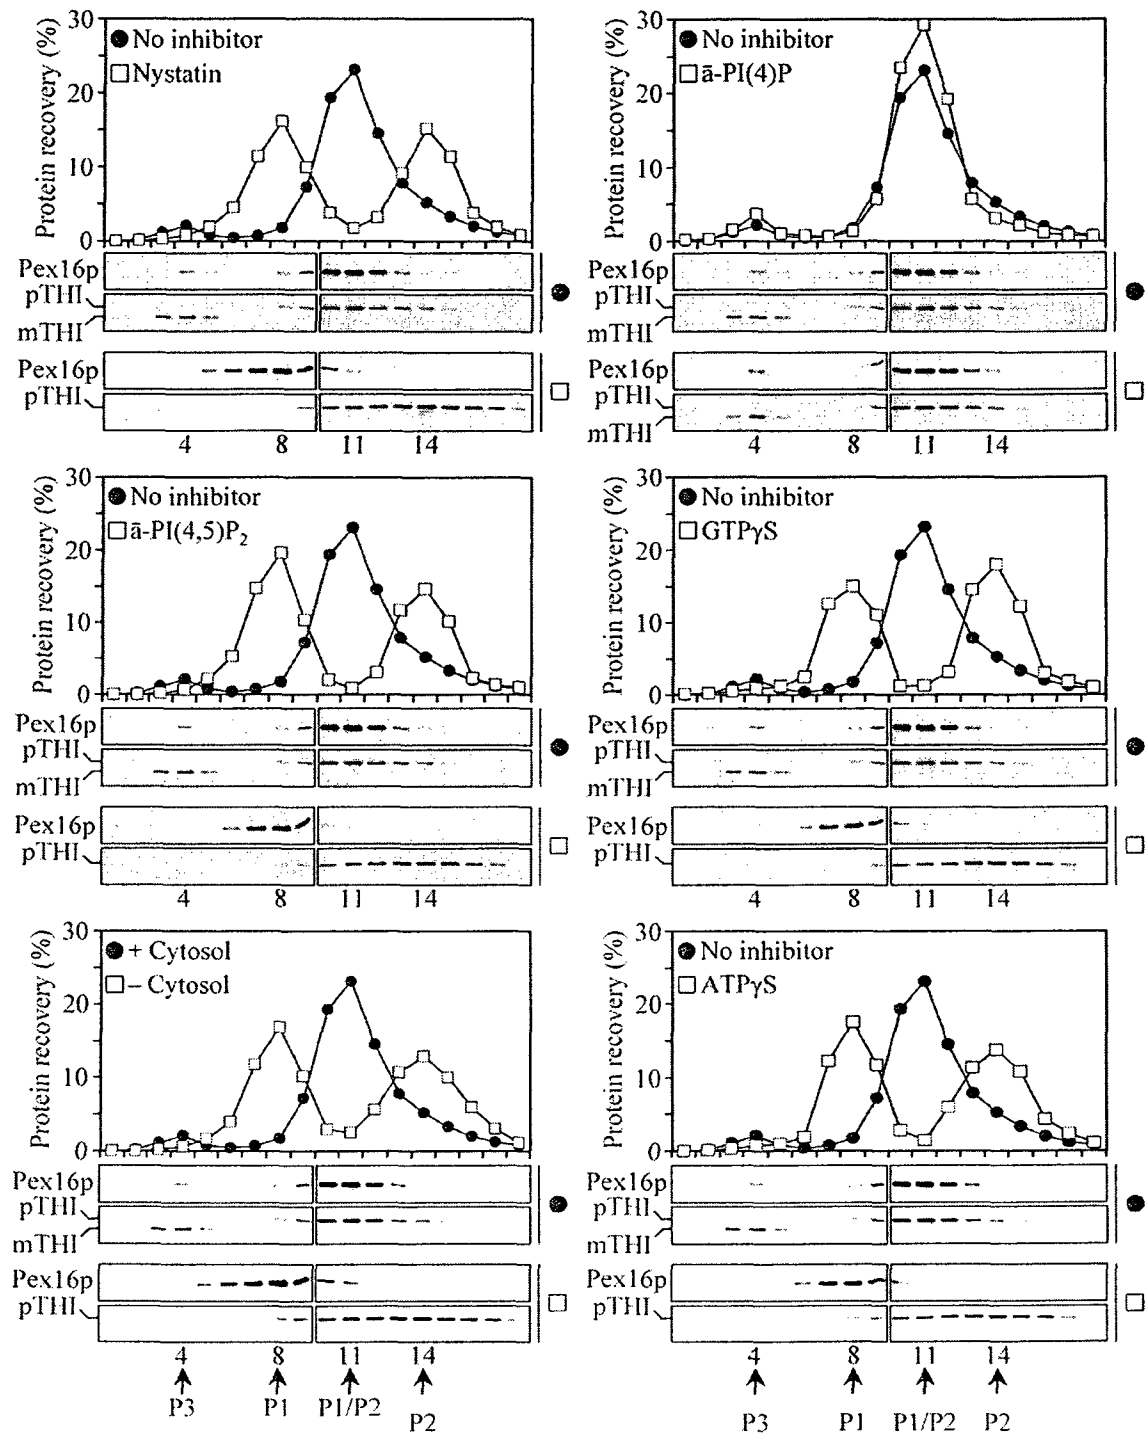 Protein recovery (%)
30
20
10
0
● No inhibitor
□ Nystatin
Pex16p
pTHI
mTHI
●
Pex16p
pTHI
□
4 8 11 14
Protein recovery (%)
30
20
10
0
● No inhibitor
□ ā-PI(4)P
Pex16p
pTHI
mTHI
●
Pex16p
pTHI
mTHI
□
4 8 11 14
Protein recovery (%)
30
20
10
0
● No inhibitor
□ ā-PI(4,5)P₂
Pex16p
pTHI
mTHI
●
Pex16p
pTHI
□
4 8 11 14
Protein recovery (%)
30
20
10
0
● No inhibitor
□ GTPγS
Pex16p
pTHI
mTHI
●
Pex16p
pTHI
□
4 8 11 14
Protein recovery (%)
30
20
10
0
● + Cytosol
□ – Cytosol
Pex16p
pTHI
mTHI
●
Pex16p
pTHI
□
4 8 11 14
P3 P1 P1/P2 P2
Protein recovery (%)
30
20
10
0
● No inhibitor
□ ATPγS
Pex16p
pTHI
mTHI
●
Pex16p
pTHI
□
4 8 11 14
P3 P1 P1/P2 P2